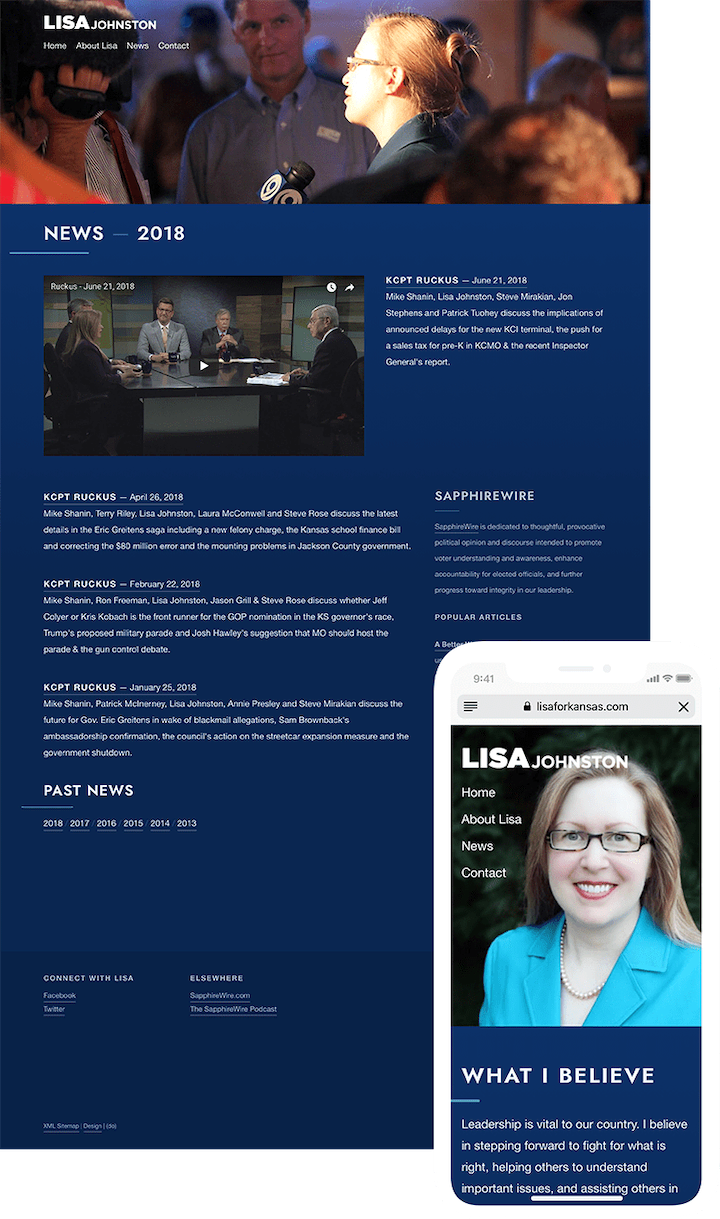 LISA JOHNSTON
Home About Lisa News Contact
NEWS — 2018
Ruckus - June 21, 2018
KCPT RUCKUS — June 21, 2018
Mike Shanin, Lisa Johnston, Steve Mirakian, Jon
Stephens and Patrick Tuohey discuss the implications of
announced delays for the new KCI terminal, the push for
a sales tax for pre-K in KCMO & the recent Inspector
General's report.
KCPT RUCKUS — April 26, 2018
Mike Shanin, Terry Riley, Lisa Johnston, Laura McConwell and Steve Rose discuss the latest
details in the Eric Greitens saga including a new felony charge, the Kansas school finance bill
and correcting the $80 million error and the mounting problems in Jackson County government.
KCPT RUCKUS — February 22, 2018
Mike Shanin, Ron Freeman, Lisa Johnston, Jason Grill & Steve Rose discuss whether Jeff
Colyer or Kris Kobach is the front runner for the GOP nomination in the KS governor's race,
Trump's proposed military parade and Josh Hawley's suggestion that MO should host the
parade & the gun control debate.
KCPT RUCKUS — January 25, 2018
Mike Shanin, Patrick McInerney, Lisa Johnston, Annie Presley and Steve Mirakian discuss the
future for Gov. Eric Greitens in wake of blackmail allegations, Sam Brownback's
ambassadorship confirmation, the council's action on the streetcar expansion measure and the
government shutdown.
PAST NEWS
2018 / 2017 / 2016 / 2015 / 2014 / 2013
SAPPHIREWIRE
SapphireWire is dedicated to thoughtful, provocative
political opinion and discourse intended to promote
voter understanding and awareness, enhance
accountability for elected officials, and further
progress toward integrity in our leadership.
POPULAR ARTICLES
A Better
CONNECT WITH LISA
Facebook
Twitter
ELSEWHERE
SapphireWire.com
The SapphireWire Podcast
XML Sitemap | Design | (do)
9:41
lisaforkansas.com
LISA JOHNSTON
Home
About Lisa
News
Contact
WHAT I BELIEVE
Leadership is vital to our country. I believe
in stepping forward to fight for what is
right, helping others to understand
important issues, and assisting others in